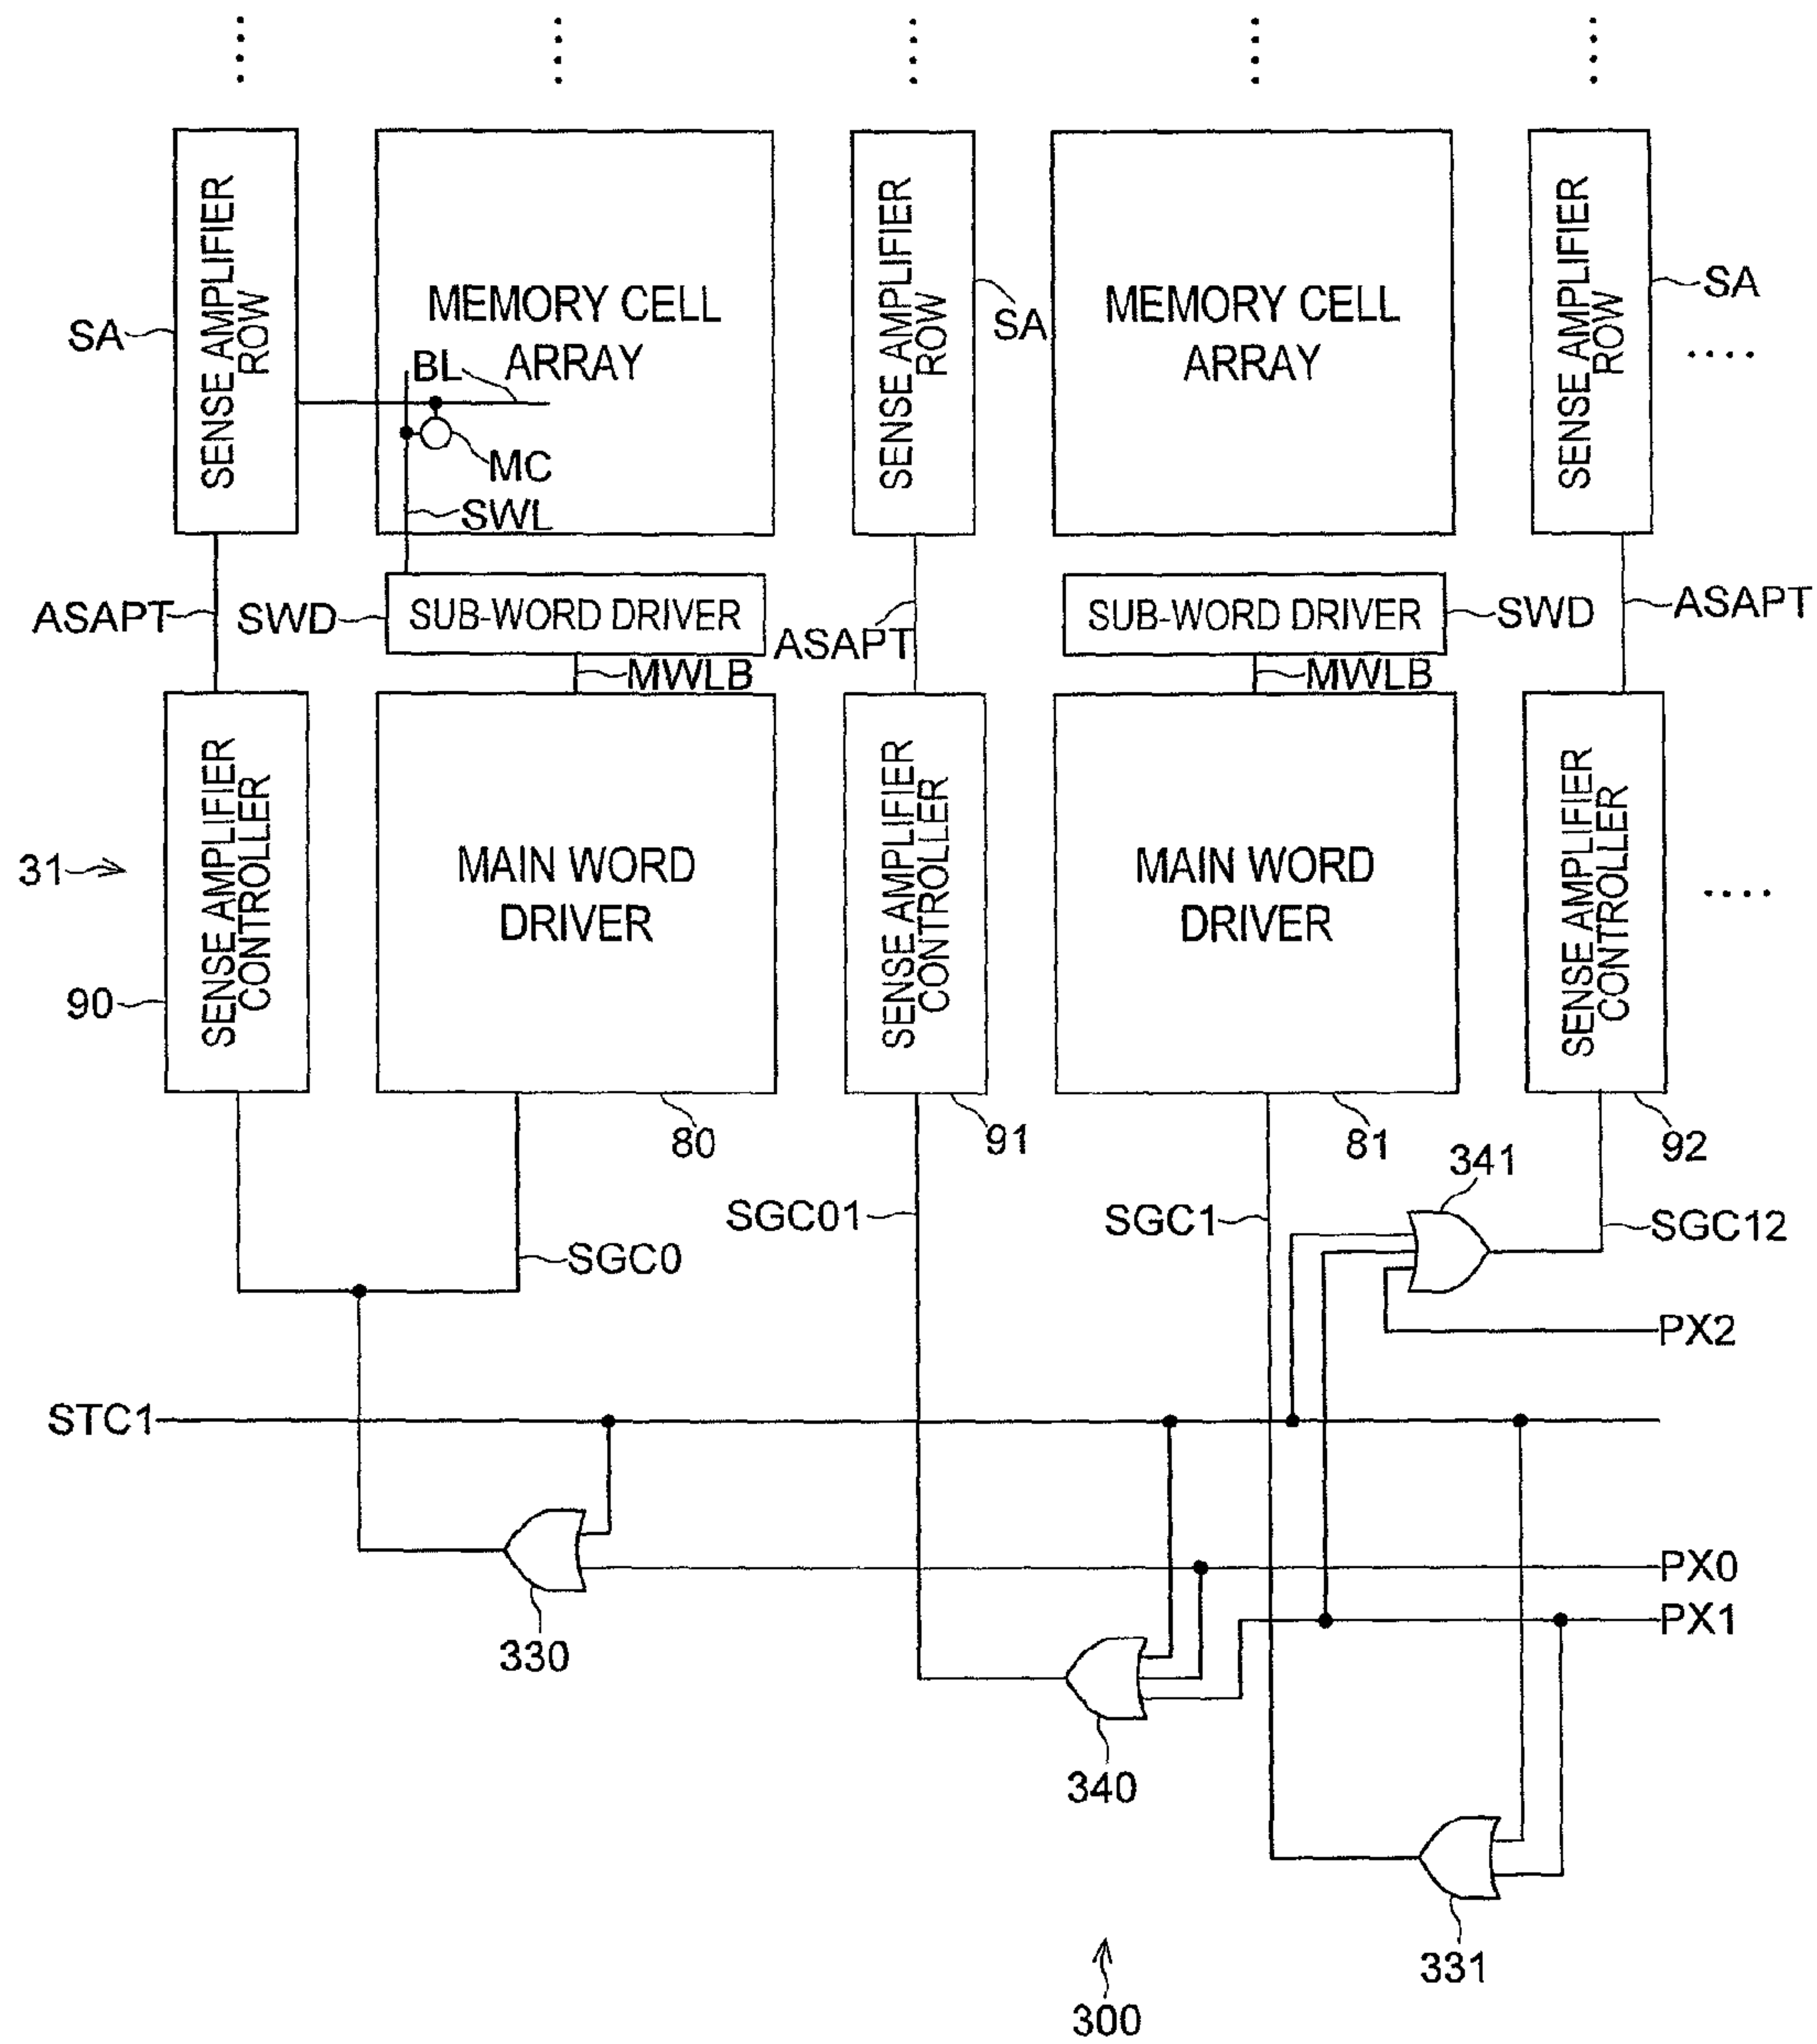 SENSE AMPLIFIER
ROW
MEMORY CELL
ARRAY
SENSE AMPLIFIER
ROW
MEMORY CELL
ARRAY
SENSE AMPLIFIER
ROW
SA
SA
SA
BL
MC
SWL
ASAPT
SWD
SUB-WORD DRIVER
ASAPT
SUB-WORD DRIVER
SWD
ASAPT
MWLB
MWLB
31
SENSE AMPLIFIER
CONTROLLER
MAIN WORD
DRIVER
SENSE AMPLIFIER
CONTROLLER
MAIN WORD
DRIVER
SENSE AMPLIFIER
CONTROLLER
90
80
91
81
92
341
SGC0
SGC01
SGC1
SGC12
PX2
STC1
PX0
PX1
330
340
331
300